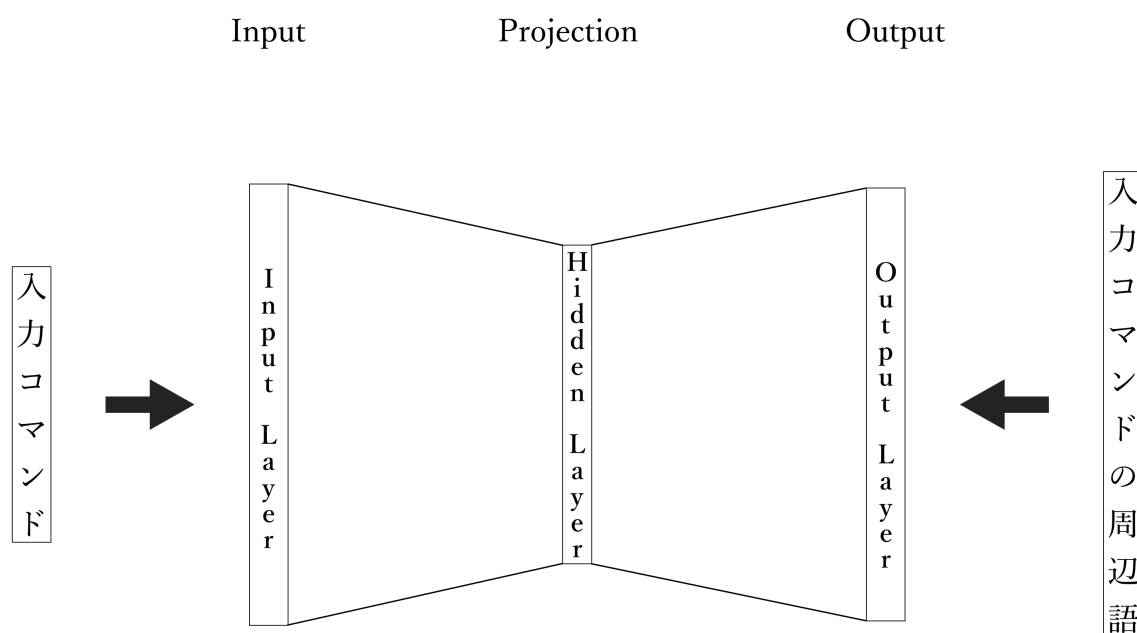 Input
Projection
Output
入力コマンド
Input Layer
Hidden Layer
Output Layer
入力コマンドの周辺語